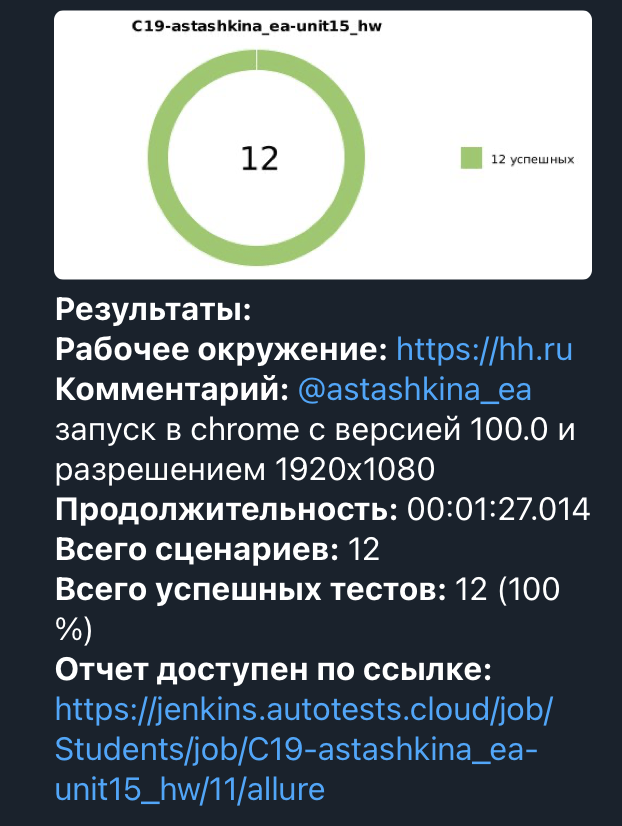 C19-astashkina_ea-unit15_hw
12
12 успешных
Результаты:
Рабочее окружение: https://hh.ru
Комментарий: @astashkina_ea
запуск в chrome с версией 100.0 и
разрешением 1920x1080
Продолжительность: 00:01:27.014
Всего сценариев: 12
Всего успешных тестов: 12 (100
%)
Отчет доступен по ссылке:
https://jenkins.autotests.cloud/job/
Students/job/C19-astashkina_ea-
unit15_hw/11/allure